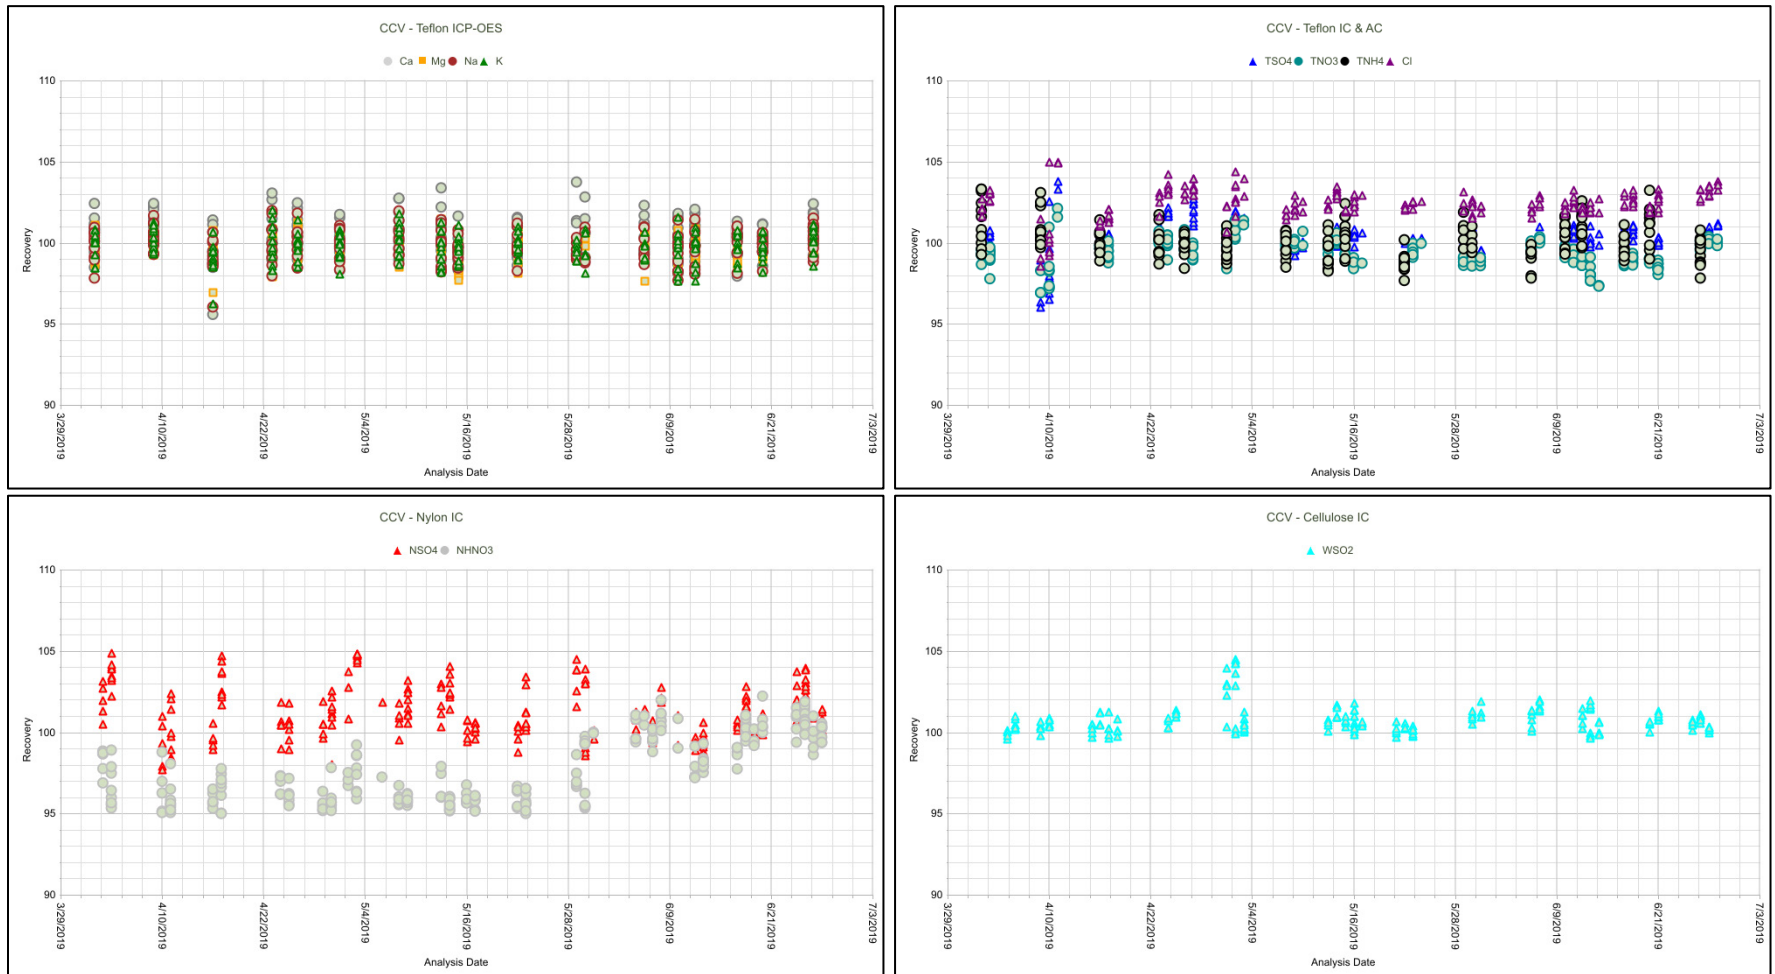 CCV - Teflon ICP-OES
Ca Mg Na K
110
105
100
95
90
Recovery
3/29/2019 4/10/2019 4/22/2019 5/4/2019 5/16/2019 5/28/2019 6/9/2019 6/21/2019 7/3/2019
Analysis Date
CCV - Teflon IC & AC
TSO4 TNO3 TNH4 Cl
110
105
100
95
90
Recovery
3/29/2019 4/10/2019 4/22/2019 5/4/2019 5/16/2019 5/28/2019 6/9/2019 6/21/2019 7/3/2019
Analysis Date
CCV - Nylon IC
NSO4 NHNO3
110
105
100
95
90
Recovery
3/29/2019 4/10/2019 4/22/2019 5/4/2019 5/16/2019 5/28/2019 6/9/2019 6/21/2019 7/3/2019
Analysis Date
CCV - Cellulose IC
WSO2
110
105
100
95
90
Recovery
3/29/2019 4/10/2019 4/22/2019 5/4/2019 5/16/2019 5/28/2019 6/9/2019 6/21/2019 7/3/2019
Analysis Date